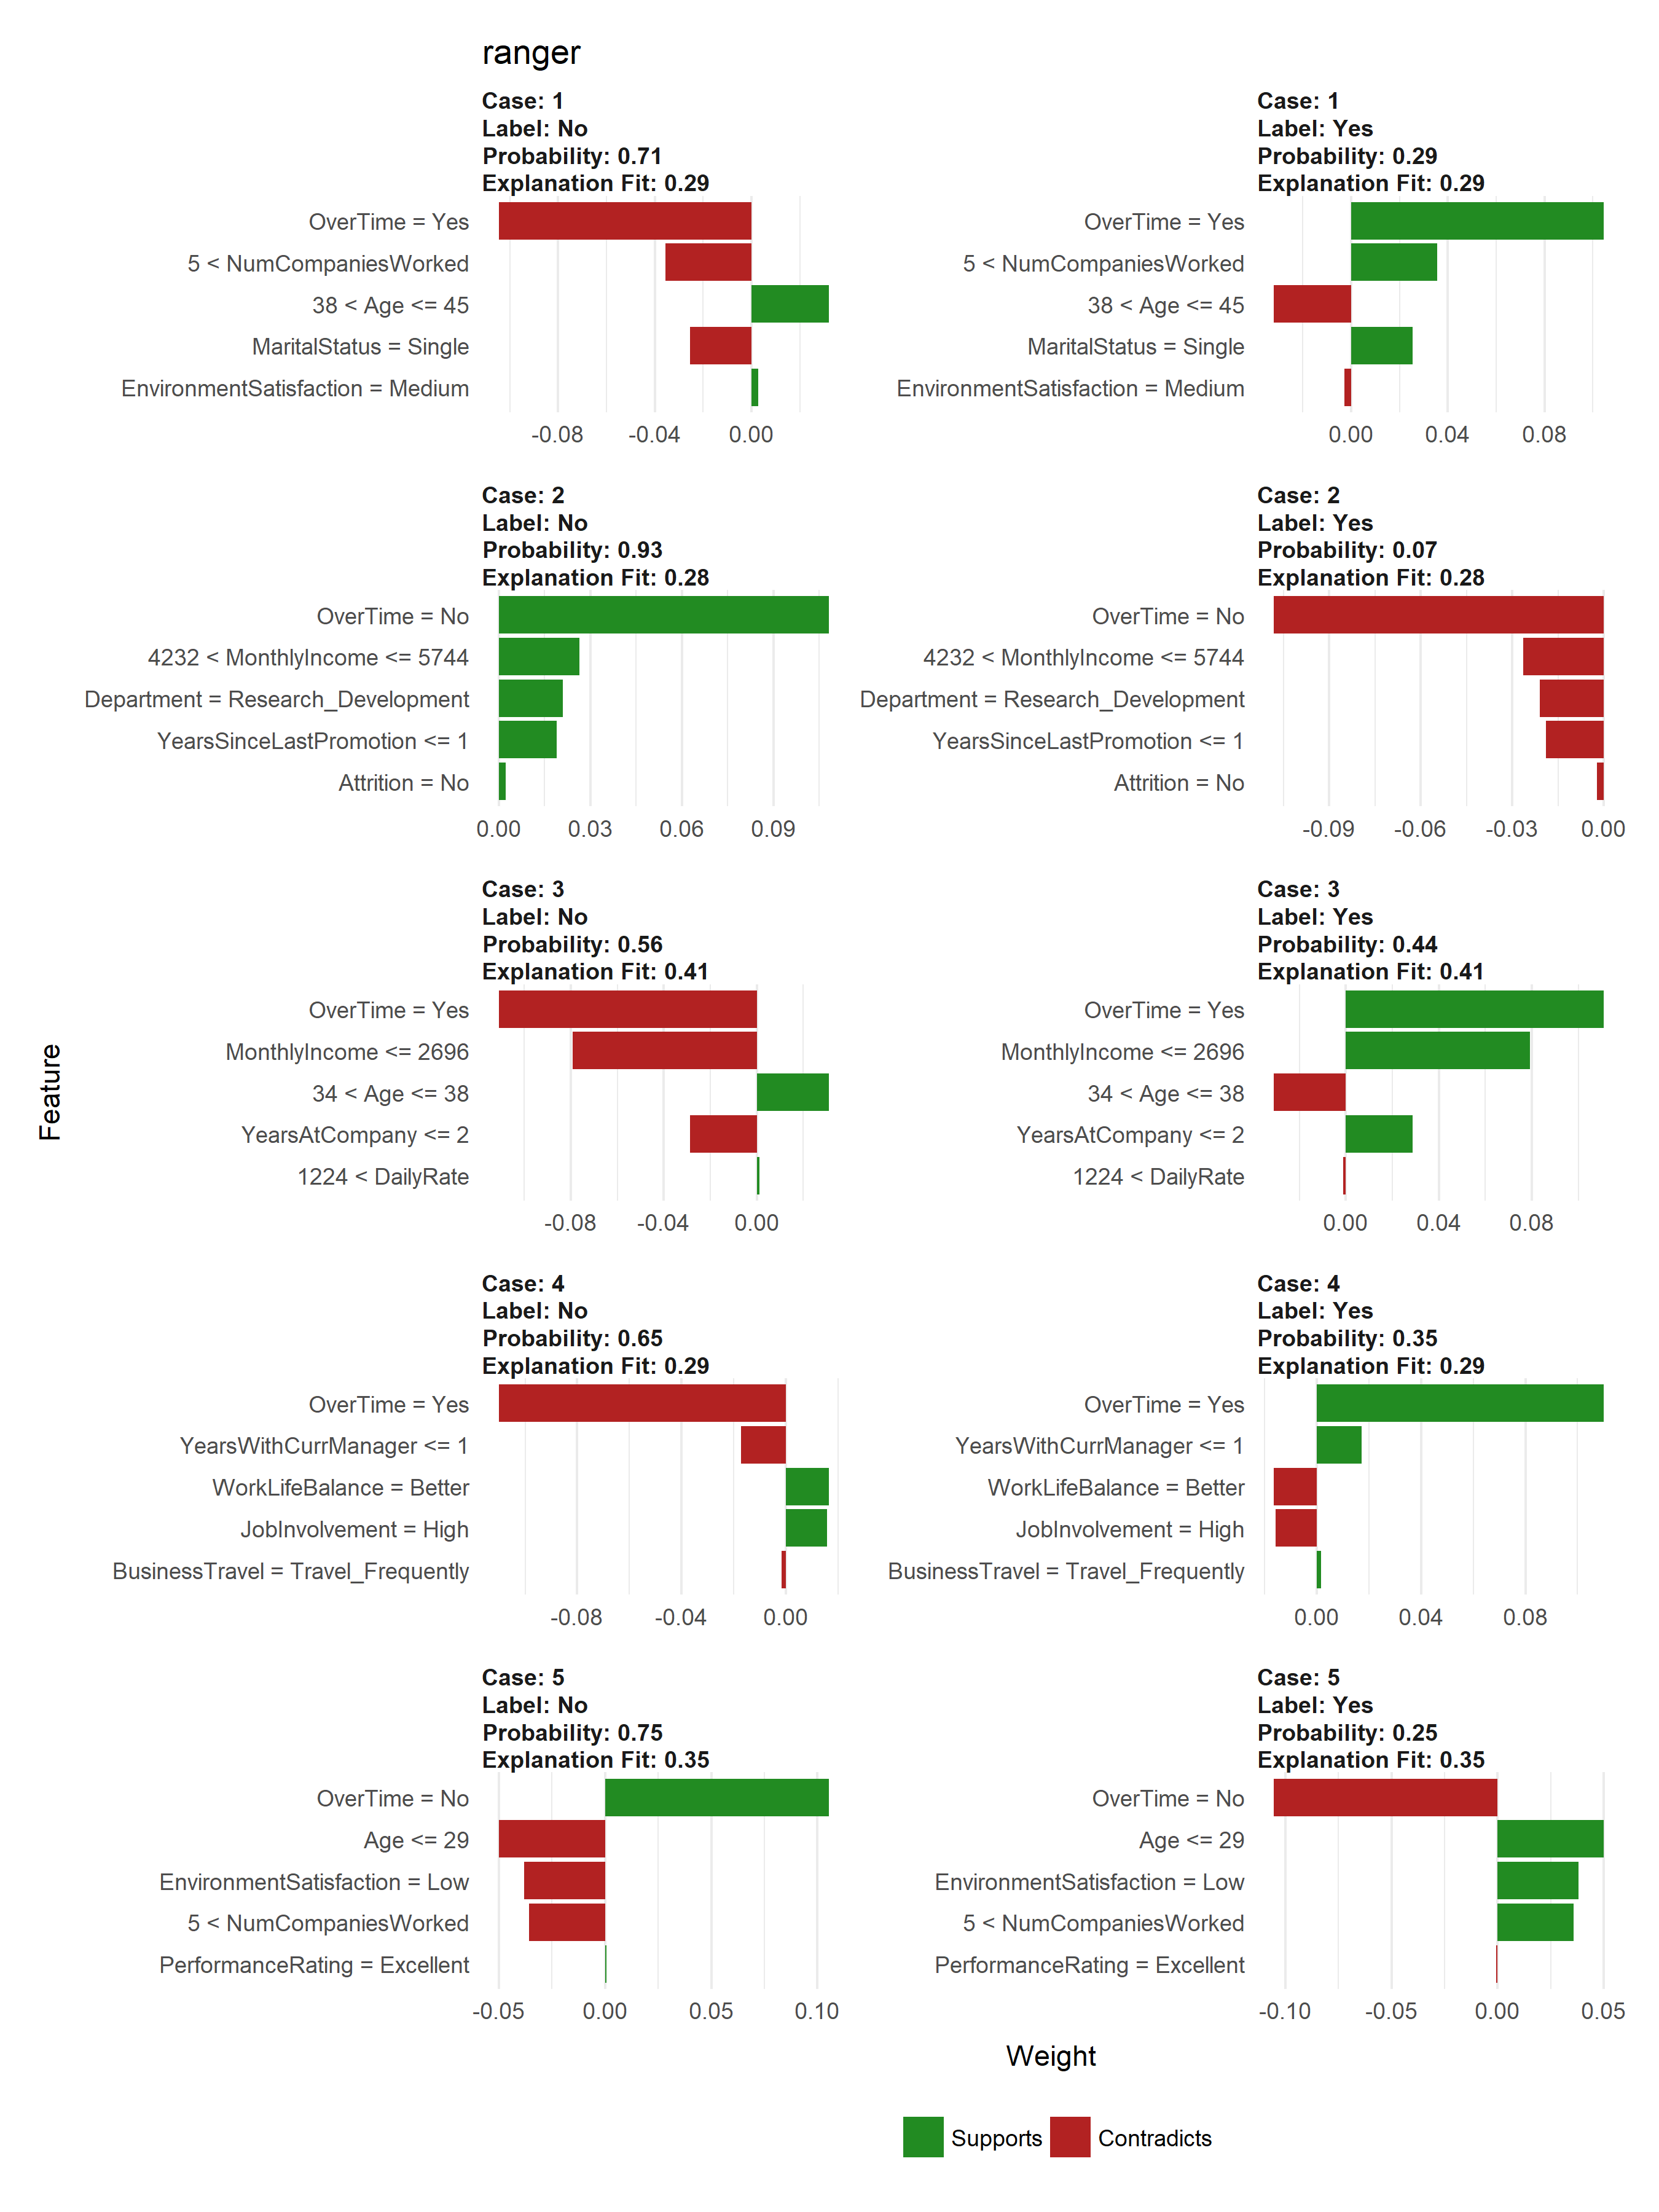 ranger
Case: 1
Label: No
Probability: 0.71
Explanation Fit: 0.29
OverTime = Yes
5 < NumCompaniesWorked
38 < Age <= 45
MaritalStatus = Single
EnvironmentSatisfaction = Medium
-0.08 -0.04 0.00
Case: 1
Label: Yes
Probability: 0.29
Explanation Fit: 0.29
OverTime = Yes
5 < NumCompaniesWorked
38 < Age <= 45
MaritalStatus = Single
EnvironmentSatisfaction = Medium
0.00 0.04 0.08
Case: 2
Label: No
Probability: 0.93
Explanation Fit: 0.28
OverTime = No
4232 < MonthlyIncome <= 5744
Department = Research_Development
YearsSinceLastPromotion <= 1
Attrition = No
0.00 0.03 0.06 0.09
Case: 2
Label: Yes
Probability: 0.07
Explanation Fit: 0.28
OverTime = No
4232 < MonthlyIncome <= 5744
Department = Research_Development
YearsSinceLastPromotion <= 1
Attrition = No
-0.09 -0.06 -0.03 0.00
Case: 3
Label: No
Probability: 0.56
Explanation Fit: 0.41
OverTime = Yes
MonthlyIncome <= 2696
34 < Age <= 38
YearsAtCompany <= 2
1224 < DailyRate
-0.08 -0.04 0.00
Case: 3
Label: Yes
Probability: 0.44
Explanation Fit: 0.41
OverTime = Yes
MonthlyIncome <= 2696
34 < Age <= 38
YearsAtCompany <= 2
1224 < DailyRate
0.00 0.04 0.08
Case: 4
Label: No
Probability: 0.65
Explanation Fit: 0.29
OverTime = Yes
YearsWithCurrManager <= 1
WorkLifeBalance = Better
JobInvolvement = High
BusinessTravel = Travel_Frequently
-0.08 -0.04 0.00
Case: 4
Label: Yes
Probability: 0.35
Explanation Fit: 0.29
OverTime = Yes
YearsWithCurrManager <= 1
WorkLifeBalance = Better
JobInvolvement = High
BusinessTravel = Travel_Frequently
0.00 0.04 0.08
Case: 5
Label: No
Probability: 0.75
Explanation Fit: 0.35
OverTime = No
Age <= 29
EnvironmentSatisfaction = Low
5 < NumCompaniesWorked
PerformanceRating = Excellent
-0.05 0.00 0.05 0.10
Case: 5
Label: Yes
Probability: 0.25
Explanation Fit: 0.35
OverTime = No
Age <= 29
EnvironmentSatisfaction = Low
5 < NumCompaniesWorked
PerformanceRating = Excellent
-0.10 -0.05 0.00 0.05
Feature
Weight
Supports Contradicts